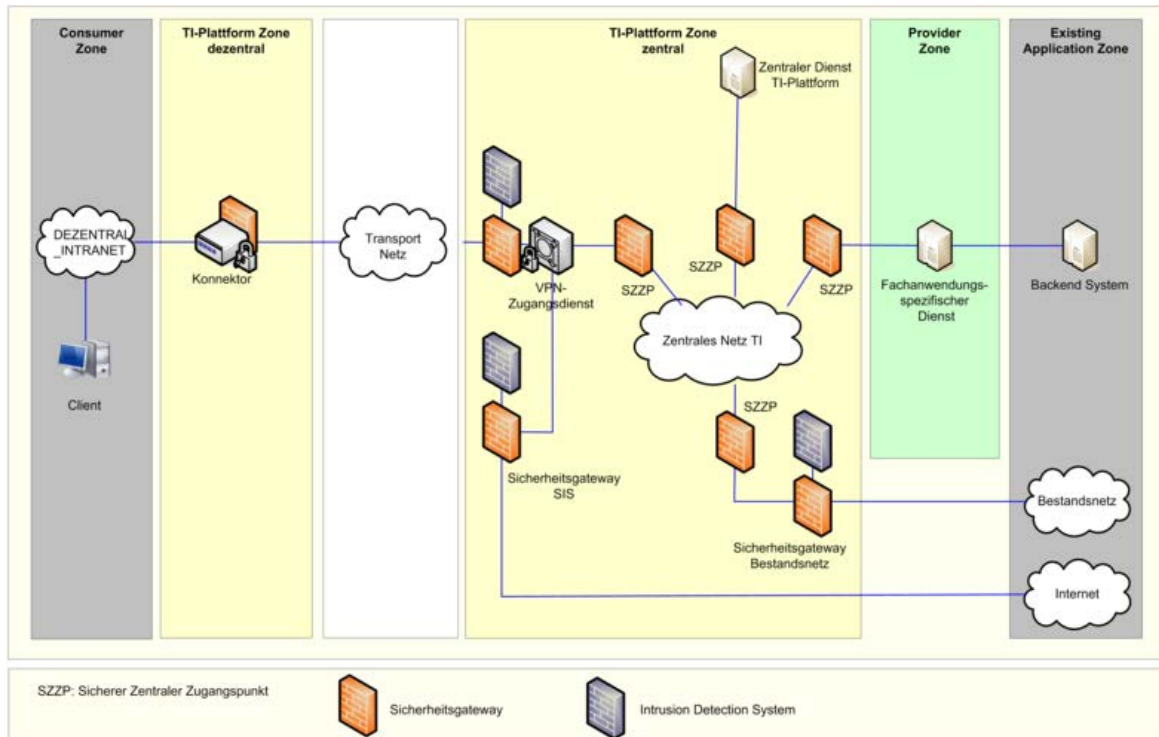 Consumer
Zone
TI-Plattform Zone
dezentral
TI-Plattform Zone
zentral
Provider
Zone
Existing
Application Zone
Zentraler Dienst
TI-Plattform
DEZENTRAL
_INTRANET
Konnektor
Transport
Netz
VPN-
Zugangsdienst
SZZP
SZZP
SZZP
Fachanwendungs-
spezifischer
Dienst
Backend System
Zentrales Netz TI
Client
SZZP
Sicherheitsgateway
SIS
Sicherheitsgateway
Bestandsnetz
Bestandsnetz
Internet
SZZP: Sicherer Zentraler Zugangspunkt
Sicherheitsgateway
Intrusion Detection System